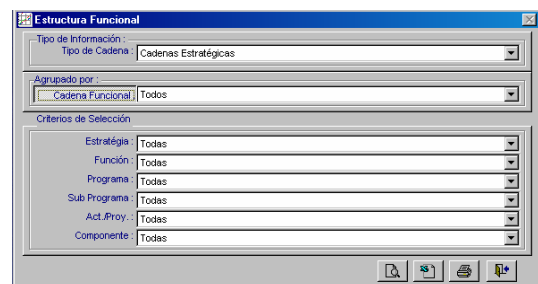 Estructura Funcional
Tipo de Información :
Tipo de Cadena : Cadenas Estratégicas
Agrupado por :
Cadena Funcional: Todos
Criterios de Selección
Estratégia : Todas
Función : Todas
Programa : Todas
Sub Programa : Todas
Act./Proy. : Todas
Componente : Todas